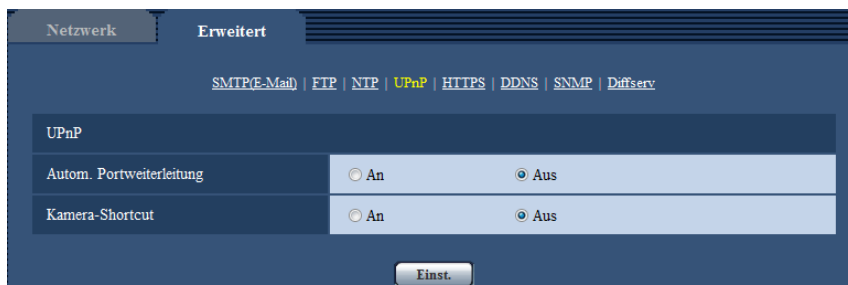 Netzwerk Erweitert
SMTP(E-Mail) | FTP | NTP | UPnP | HTTPS | DDNS | SNMP | Diffserv
UPnP
Autom. Portweiterleitung An Aus
Kamera-Shortcut An Aus
Einst.